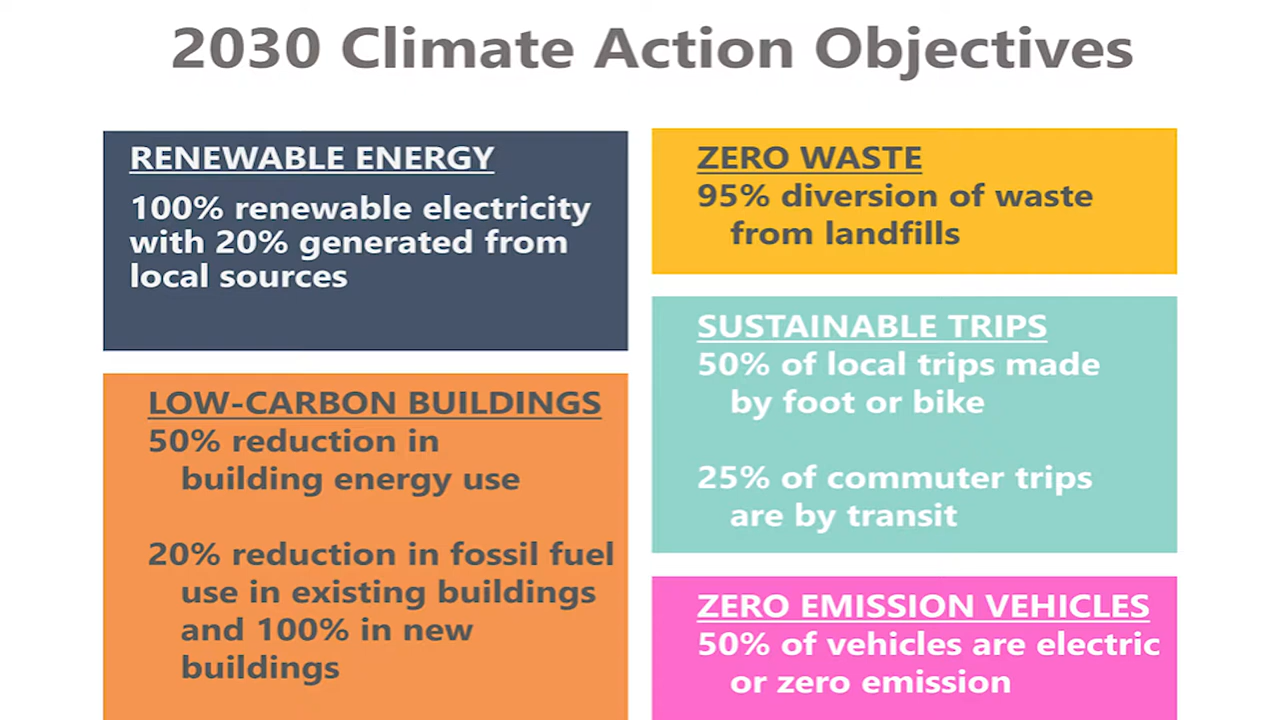 2030 Climate Action Objectives
RENEWABLE ENERGY
100% renewable electricity
with 20% generated from
local sources
LOW-CARBON BUILDINGS
50% reduction in
building energy use
20% reduction in fossil fuel
use in existing buildings
and 100% in new
buildings
ZERO WASTE
95% diversion of waste
from landfills
SUSTAINABLE TRIPS
50% of local trips made
by foot or bike
25% of commuter trips
are by transit
ZERO EMISSION VEHICLES
50% of vehicles are electric
or zero emission